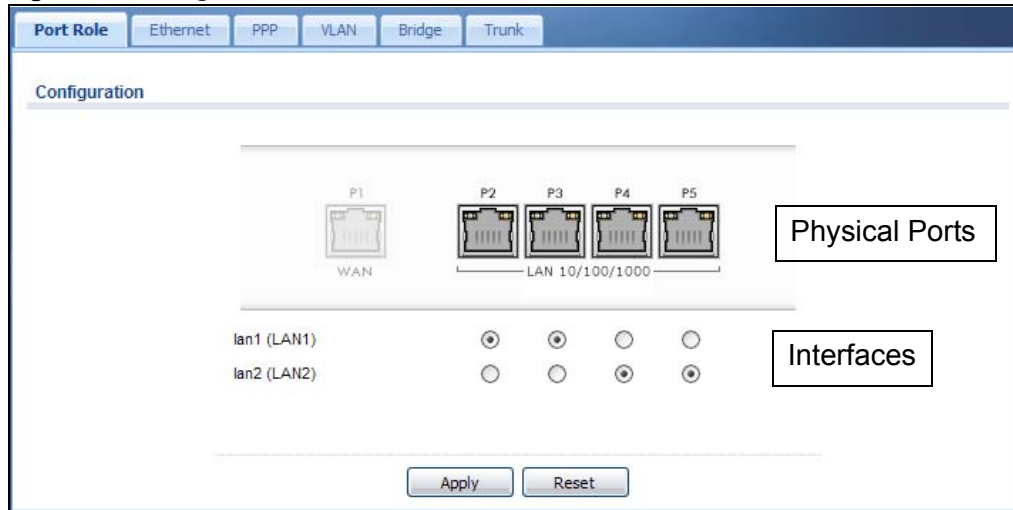 Port Role Ethernet PPP VLAN Bridge Trunk
Configuration
P1 P2 P3 P4 P5
Physical Ports
WAN LAN 10/100/1000
lan1 (LAN1)
Interfaces
lan2 (LAN2)
Apply Reset